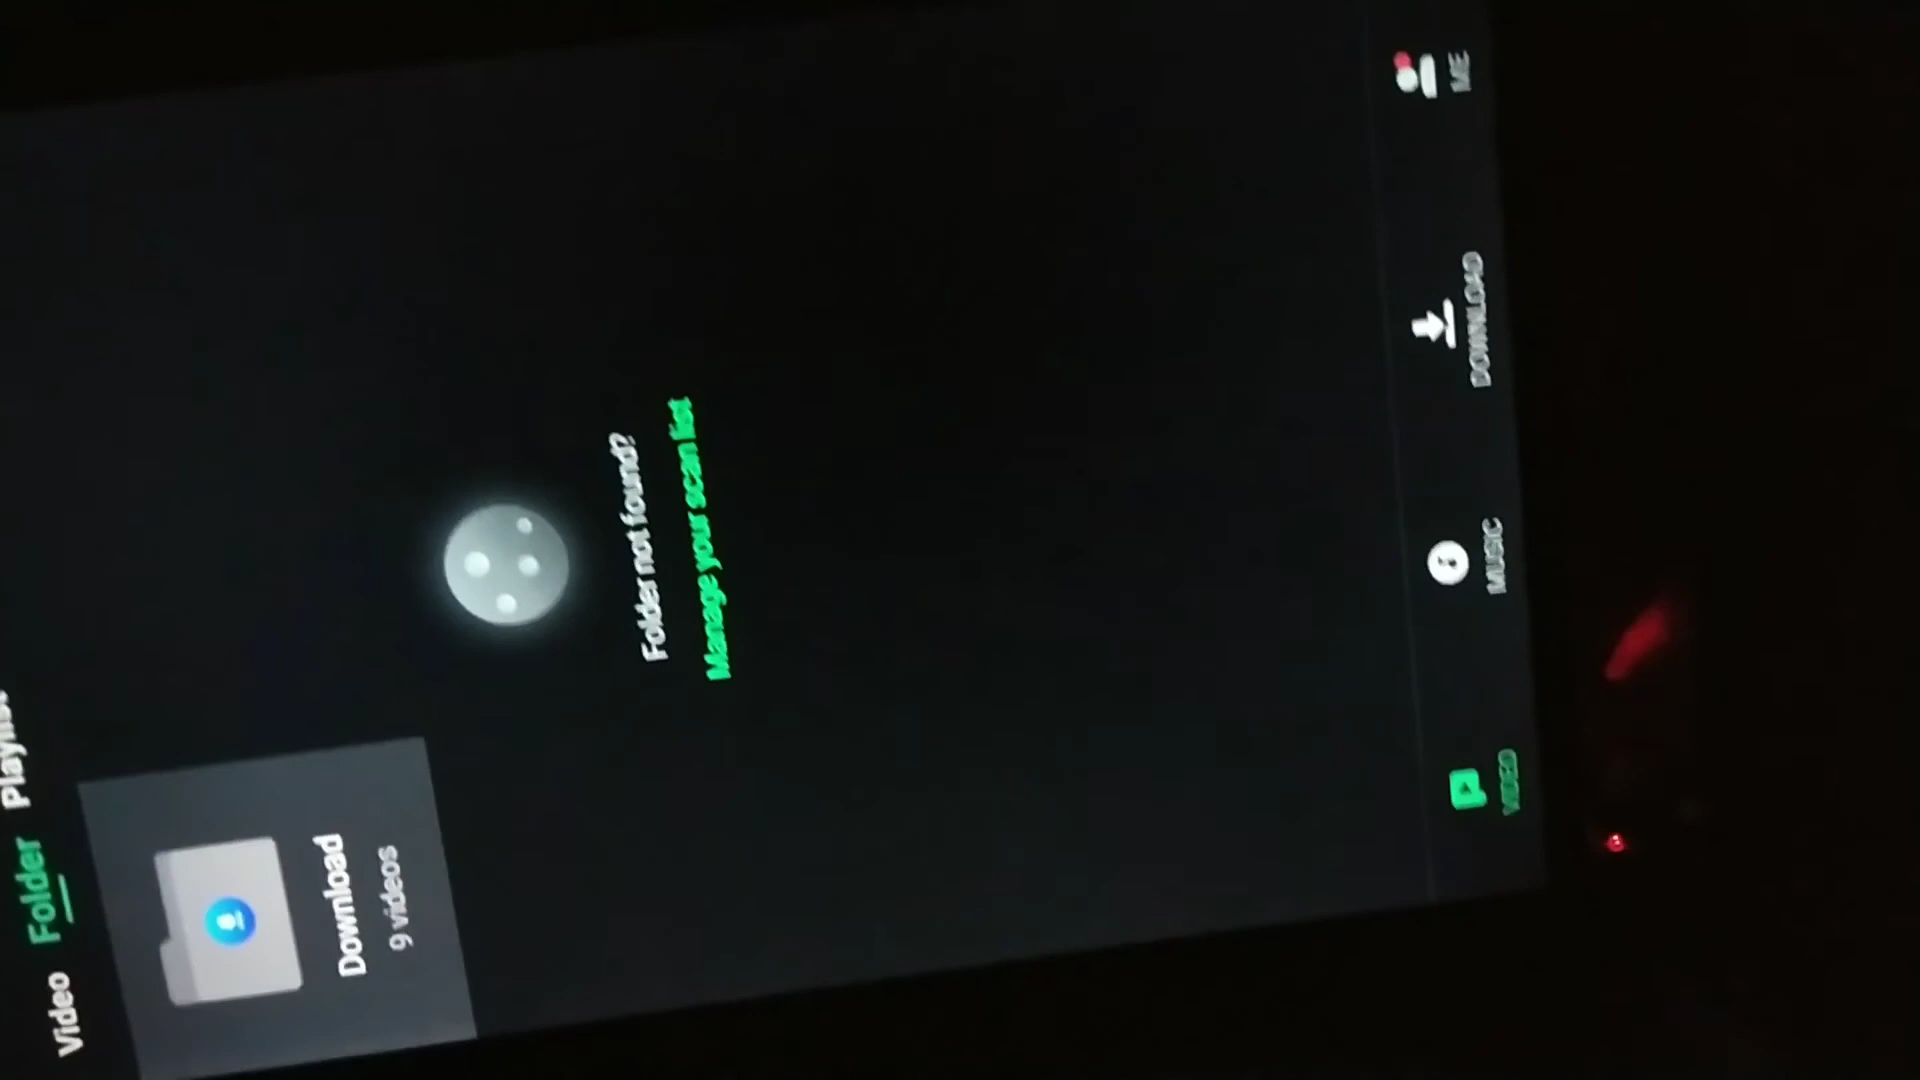 Video Folder Playlist
Download
9 videos
Folder not found?
Manage your scan list
VIDEO MUSIC DOWNLOAD ME